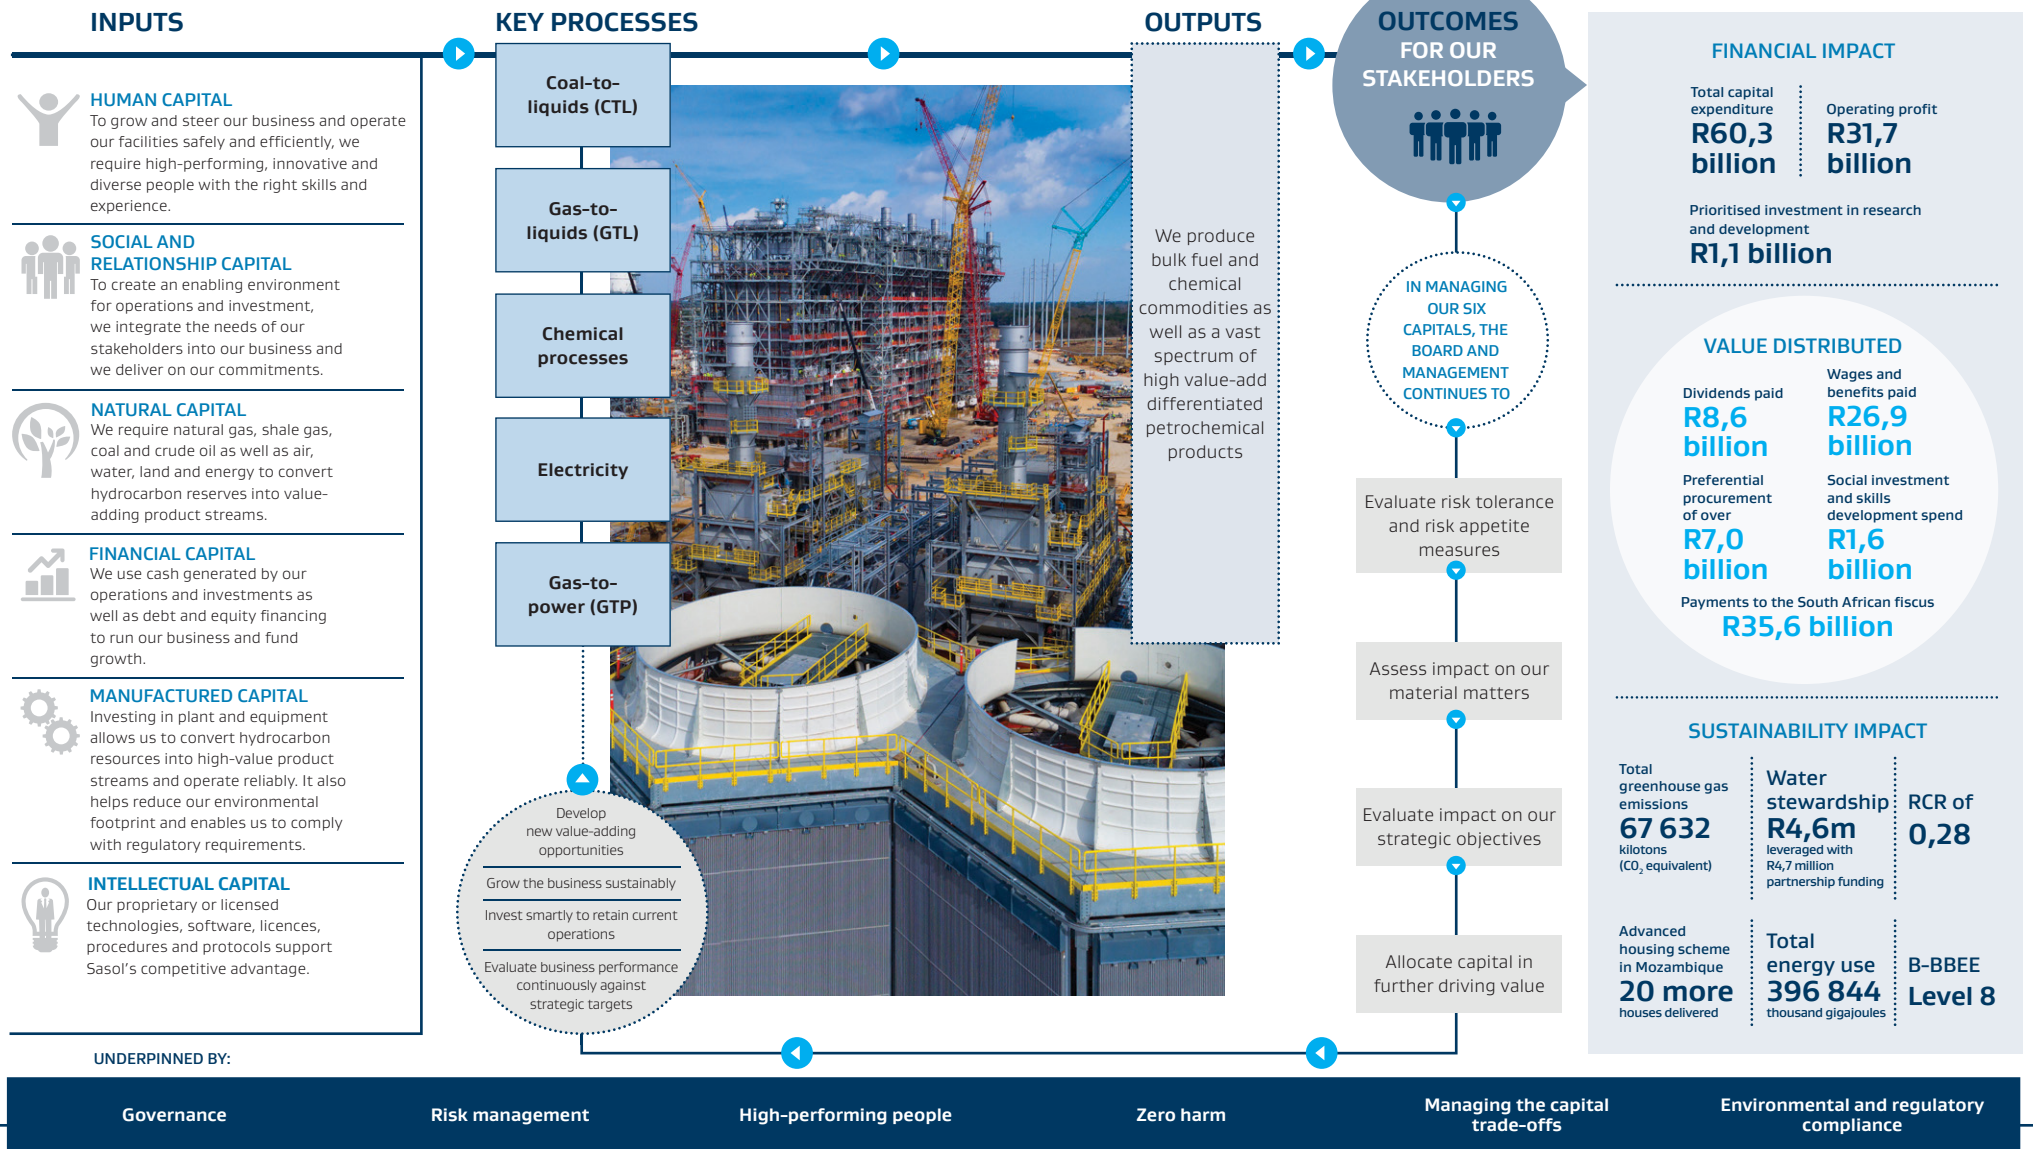 INPUTS
HUMAN CAPITAL
To grow and steer our business and operate
our facilities safely and efficiently, we
require high-performing, innovative and
diverse people with the right skills and
experience.
SOCIAL AND
RELATIONSHIP CAPITAL
To create an enabling environment
for operations and investment,
we integrate the needs of our
stakeholders into our business and
we deliver on our commitments.
NATURAL CAPITAL
We require natural gas, shale gas,
coal and crude oil as well as air,
water, land and energy to convert
hydrocarbon reserves into value-
adding product streams.
FINANCIAL CAPITAL
We use cash generated by our
operations and investments as
well as debt and equity financing
to run our business and fund
growth.
MANUFACTURED CAPITAL
Investing in plant and equipment
allows us to convert hydrocarbon
resources into high-value product
streams and operate reliably. It also
helps reduce our environmental
footprint and enables us to comply
with regulatory requirements.
INTELLECTUAL CAPITAL
Our proprietary or licensed
technologies, software, licences,
procedures and protocols support
Sasol's competitive advantage.
KEY PROCESSES
Coal-to-
liquids (CTL)
Gas-to-
liquids (GTL)
Chemical
processes
Electricity
Gas-to-
power (GTP)
Develop
new value-adding
opportunities
Grow the business sustainably
Invest smartly to retain current
operations
Evaluate business performance
continuously against
strategic targets
OUTPUTS
We produce
bulk fuel and
chemical
commodities as
well as a vast
spectrum of
high value-add
differentiated
petrochemical
products
OUTCOMES
FOR OUR
STAKEHOLDERS
IN MANAGING
OUR SIX
CAPITALS, THE
BOARD AND
MANAGEMENT
CONTINUES TO
Evaluate risk tolerance
and risk appetite
measures
Assess impact on our
material matters
Evaluate impact on our
strategic objectives
Allocate capital in
further driving value
FINANCIAL IMPACT
Total capital
expenditure
R60,3
billion
Operating profit
R31,7
billion
Prioritised investment in research
and development
R1,1 billion
VALUE DISTRIBUTED
Dividends paid
R8,6
billion
Wages and
benefits paid
R26,9
billion
Preferential
procurement
of over
R7,0
billion
Social investment
and skills
development spend
R1,6
billion
Payments to the South African fiscus
R35,6 billion
SUSTAINABILITY IMPACT
Total
greenhouse gas
emissions
67 632
kilotons
(CO₂ equivalent)
Water
stewardship
R4,6m
leveraged with
R4,7 million
partnership funding
RCR of
0,28
Advanced
housing scheme
in Mozambique
20 more
houses delivered
Total
energy use
396 844
thousand gigajoules
B-BBEE
Level 8
UNDERPINNED BY:
Governance
Risk management
High-performing people
Zero harm
Managing the capital
trade-offs
Environmental and regulatory
compliance